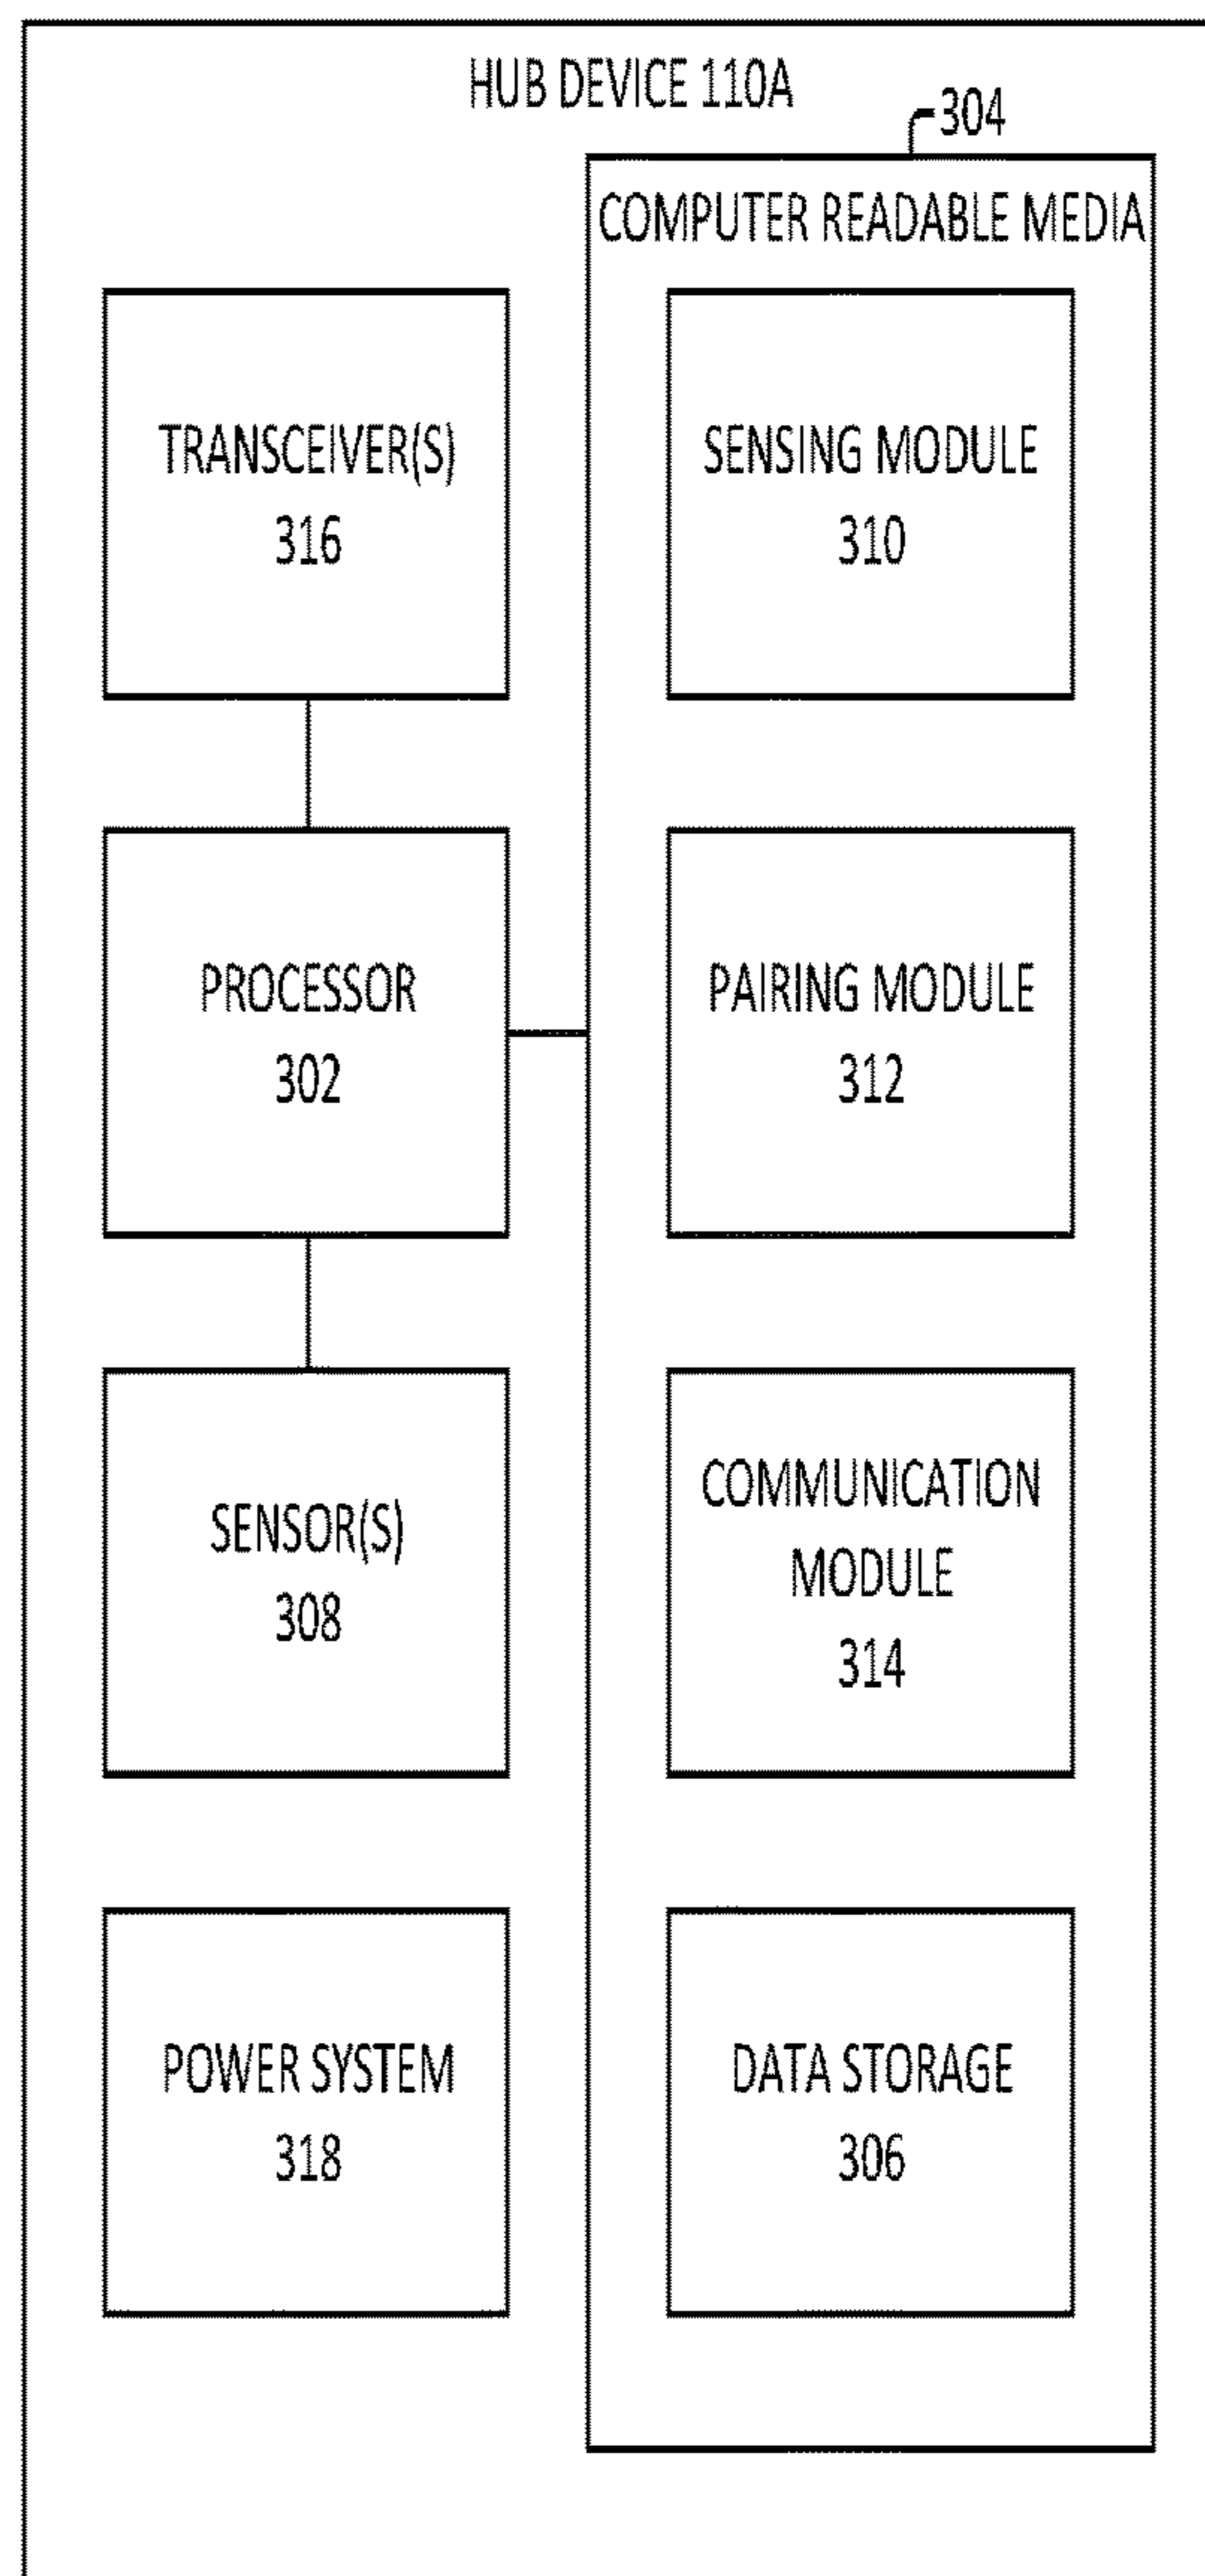 HUB DEVICE 110A
304
COMPUTER READABLE MEDIA
TRANSCEIVER(S)
316
SENSING MODULE
310
PROCESSOR
302
PAIRING MODULE
312
SENSOR(S)
308
COMMUNICATION
MODULE
314
POWER SYSTEM
318
DATA STORAGE
306